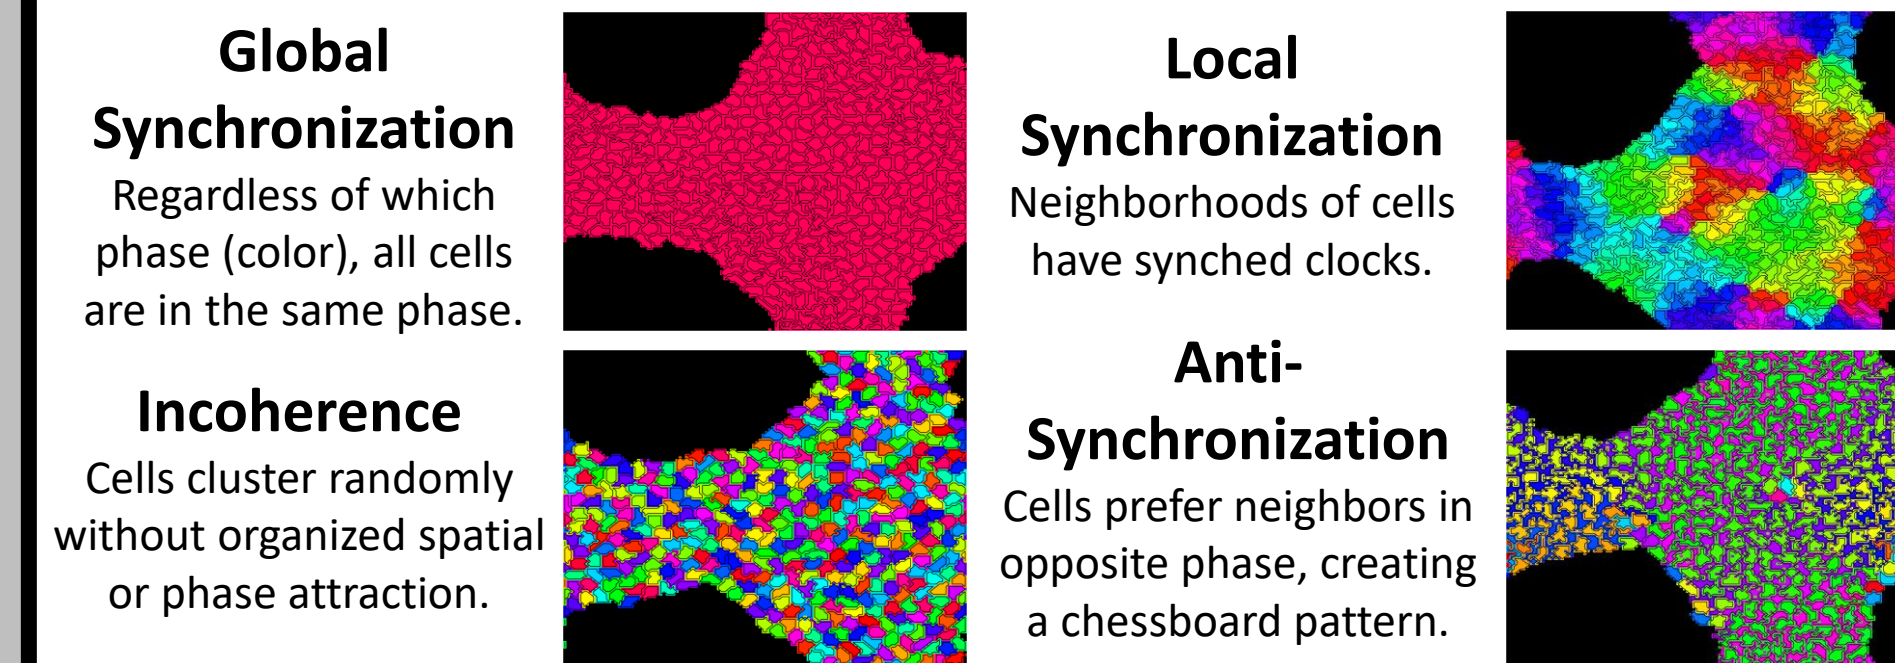 Global
Synchronization
Regardless of which
phase (color), all cells
are in the same phase.
Incoherence
Cells cluster randomly
without organized spatial
or phase attraction.
Local
Synchronization
Neighborhoods of cells
have synched clocks.
Anti-
Synchronization
Cells prefer neighbors in
opposite phase, creating
a chessboard pattern.